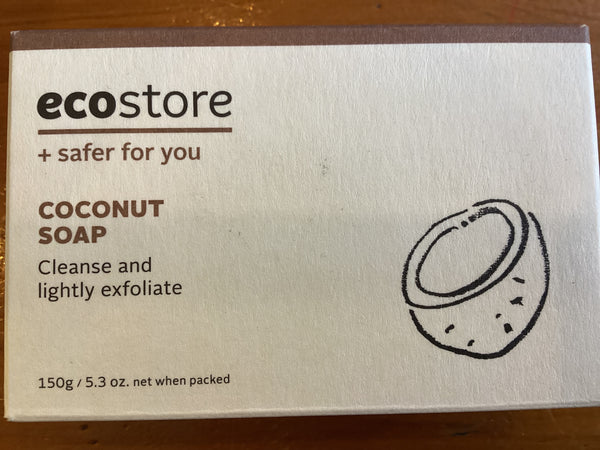 ecostore
+ safer for you
COCONUT
SOAP
Cleanse and
lightly exfoliate
150g / 5.3 oz. net when packed